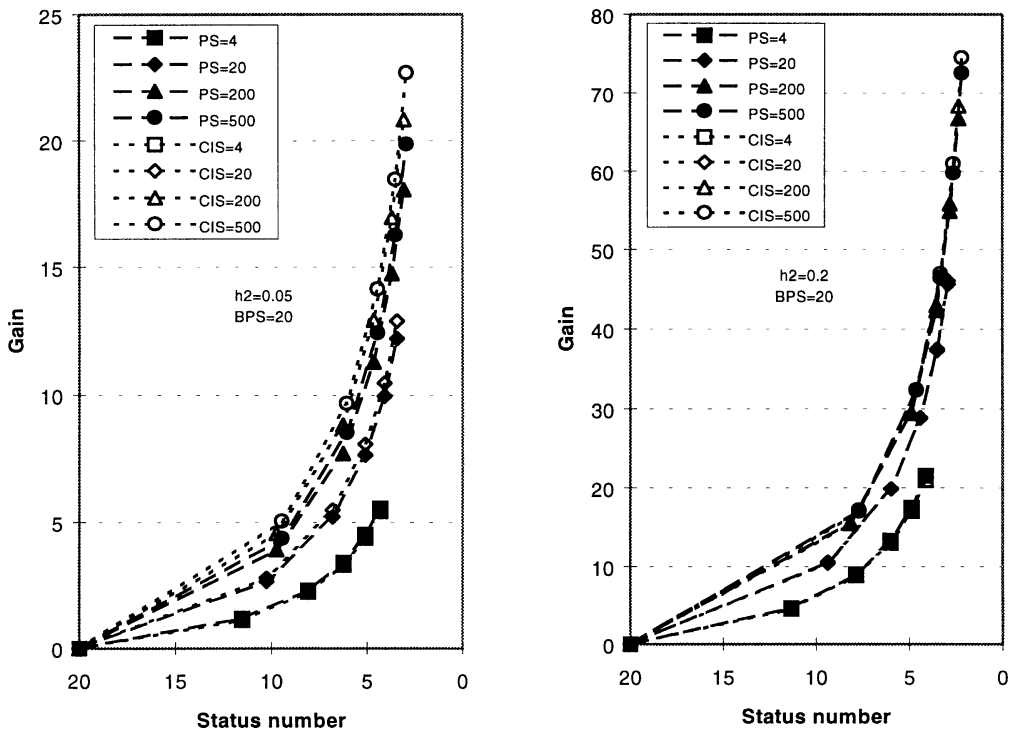 25
20
15
10
5
0
Gain
PS=4
PS=20
PS=200
PS=500
CIS=4
CIS=20
CIS=200
CIS=500
h2=0.05
BPS=20
20
15
10
5
0
Status number
80
70
60
50
40
30
20
10
0
Gain
PS=4
PS=20
PS=200
PS=500
CIS=4
CIS=20
CIS=200
CIS=500
h2=0.2
BPS=20
20
15
10
5
0
Status number